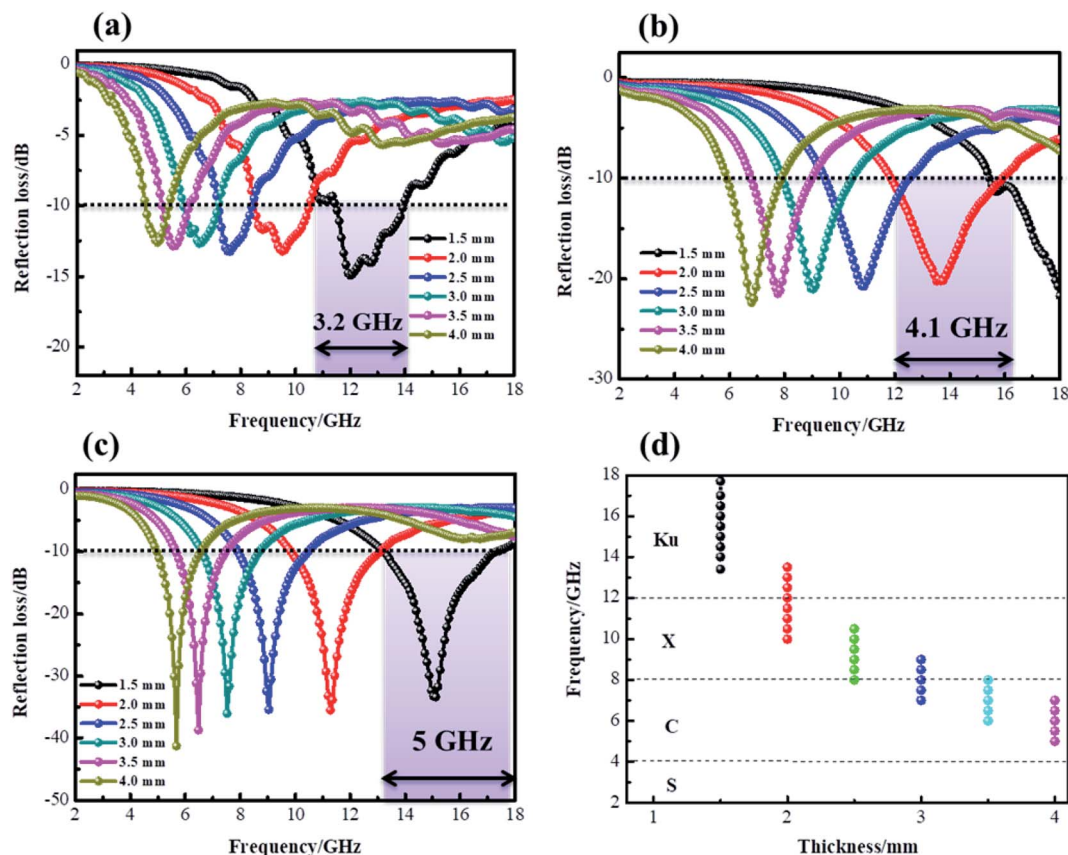 (a)
0
-5
-10
-15
-20
Reflection loss/dB
1.5 mm
2.0 mm
2.5 mm
3.0 mm
3.5 mm
4.0 mm
3.2 GHz
2 4 6 8 10 12 14 16 18
Frequency/GHz
(b)
0
-10
-20
-30
Reflection loss/dB
1.5 mm
2.0 mm
2.5 mm
3.0 mm
3.5 mm
4.0 mm
4.1 GHz
2 4 6 8 10 12 14 16 18
Frequency/GHz
(c)
0
-10
-20
-30
-40
-50
Reflection loss/dB
1.5 mm
2.0 mm
2.5 mm
3.0 mm
3.5 mm
4.0 mm
5 GHz
2 4 6 8 10 12 14 16 18
Frequency/GHz
(d)
18
16
14
12
10
8
6
4
2
Frequency/GHz
Ku
X
C
S
1 2 3 4
Thickness/mm